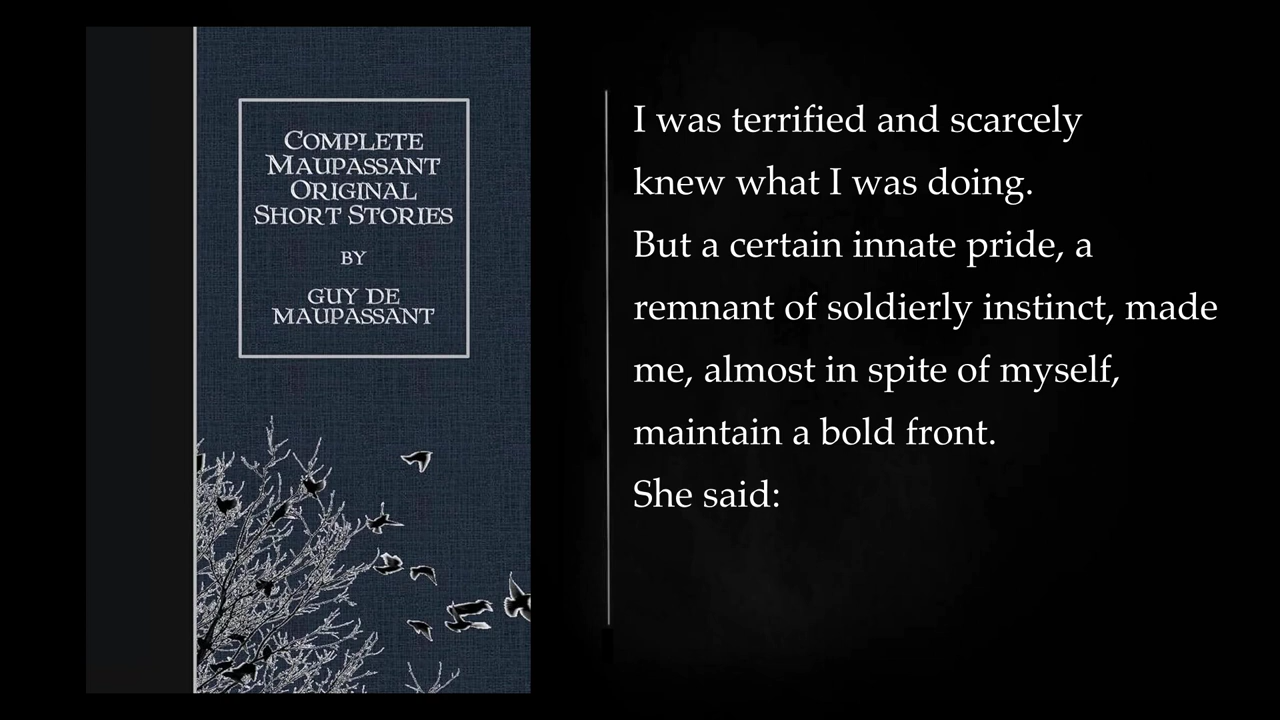 COMPLETE
MAUPASSANT
ORIGINAL
SHORT STORIES
BY
GUY DE
MAUPASSANT
I was terrified and scarcely
knew what I was doing.
But a certain innate pride, a
remnant of soldierly instinct, made
me, almost in spite of myself,
maintain a bold front.
She said: